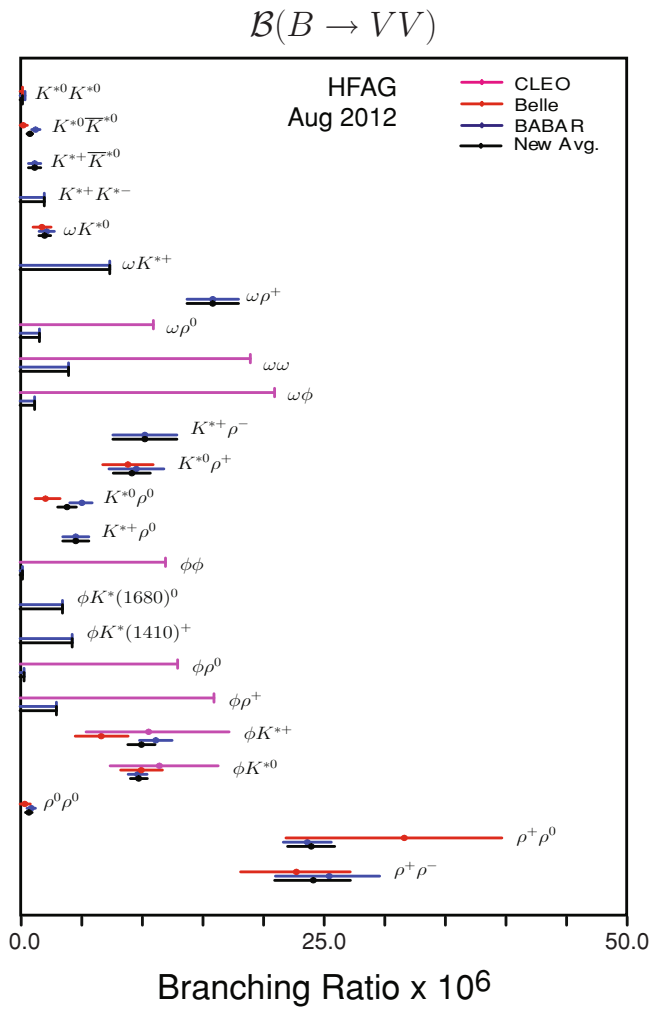 𝓑(B → VV)
HFAG
Aug 2012
CLEO
Belle
BABAR
New Avg.
K*⁰K*⁰
K*⁰K̅*⁰
K*⁺K̅*⁰
K*⁺K*⁻
ωK*⁰
ωK*⁺
ωρ⁺
ωρ⁰
ωω
ωϕ
K*⁺ρ⁻
K*⁰ρ⁺
K*⁰ρ⁰
K*⁺ρ⁰
ϕϕ
ϕK*(1680)⁰
ϕK*(1410)⁺
ϕρ⁰
ϕρ⁺
ϕK*⁺
ϕK*⁰
ρ⁰ρ⁰
ρ⁺ρ⁰
ρ⁺ρ⁻
0.0 25.0 50.0
Branching Ratio x 10⁶